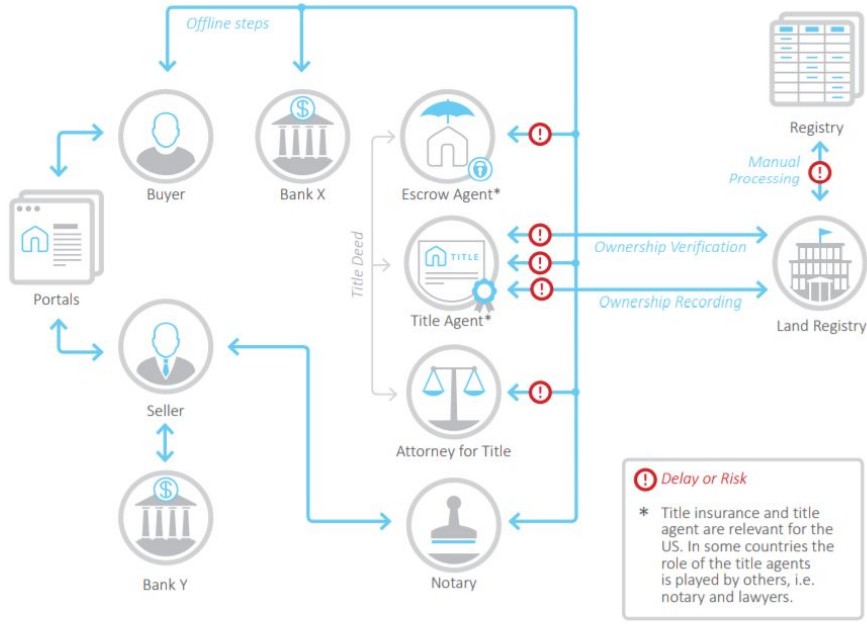 Offline steps
Buyer
Bank X
Escrow Agent*
Registry
Manual
Processing
Portals
Title Deed
TITLE
Title Agent*
Ownership Verification
Ownership Recording
Land Registry
Seller
Attorney for Title
Bank Y
Notary
Delay or Risk
* Title insurance and title
agent are relevant for the
US. In some countries the
role of the title agents
is played by others, i.e.
notary and lawyers.